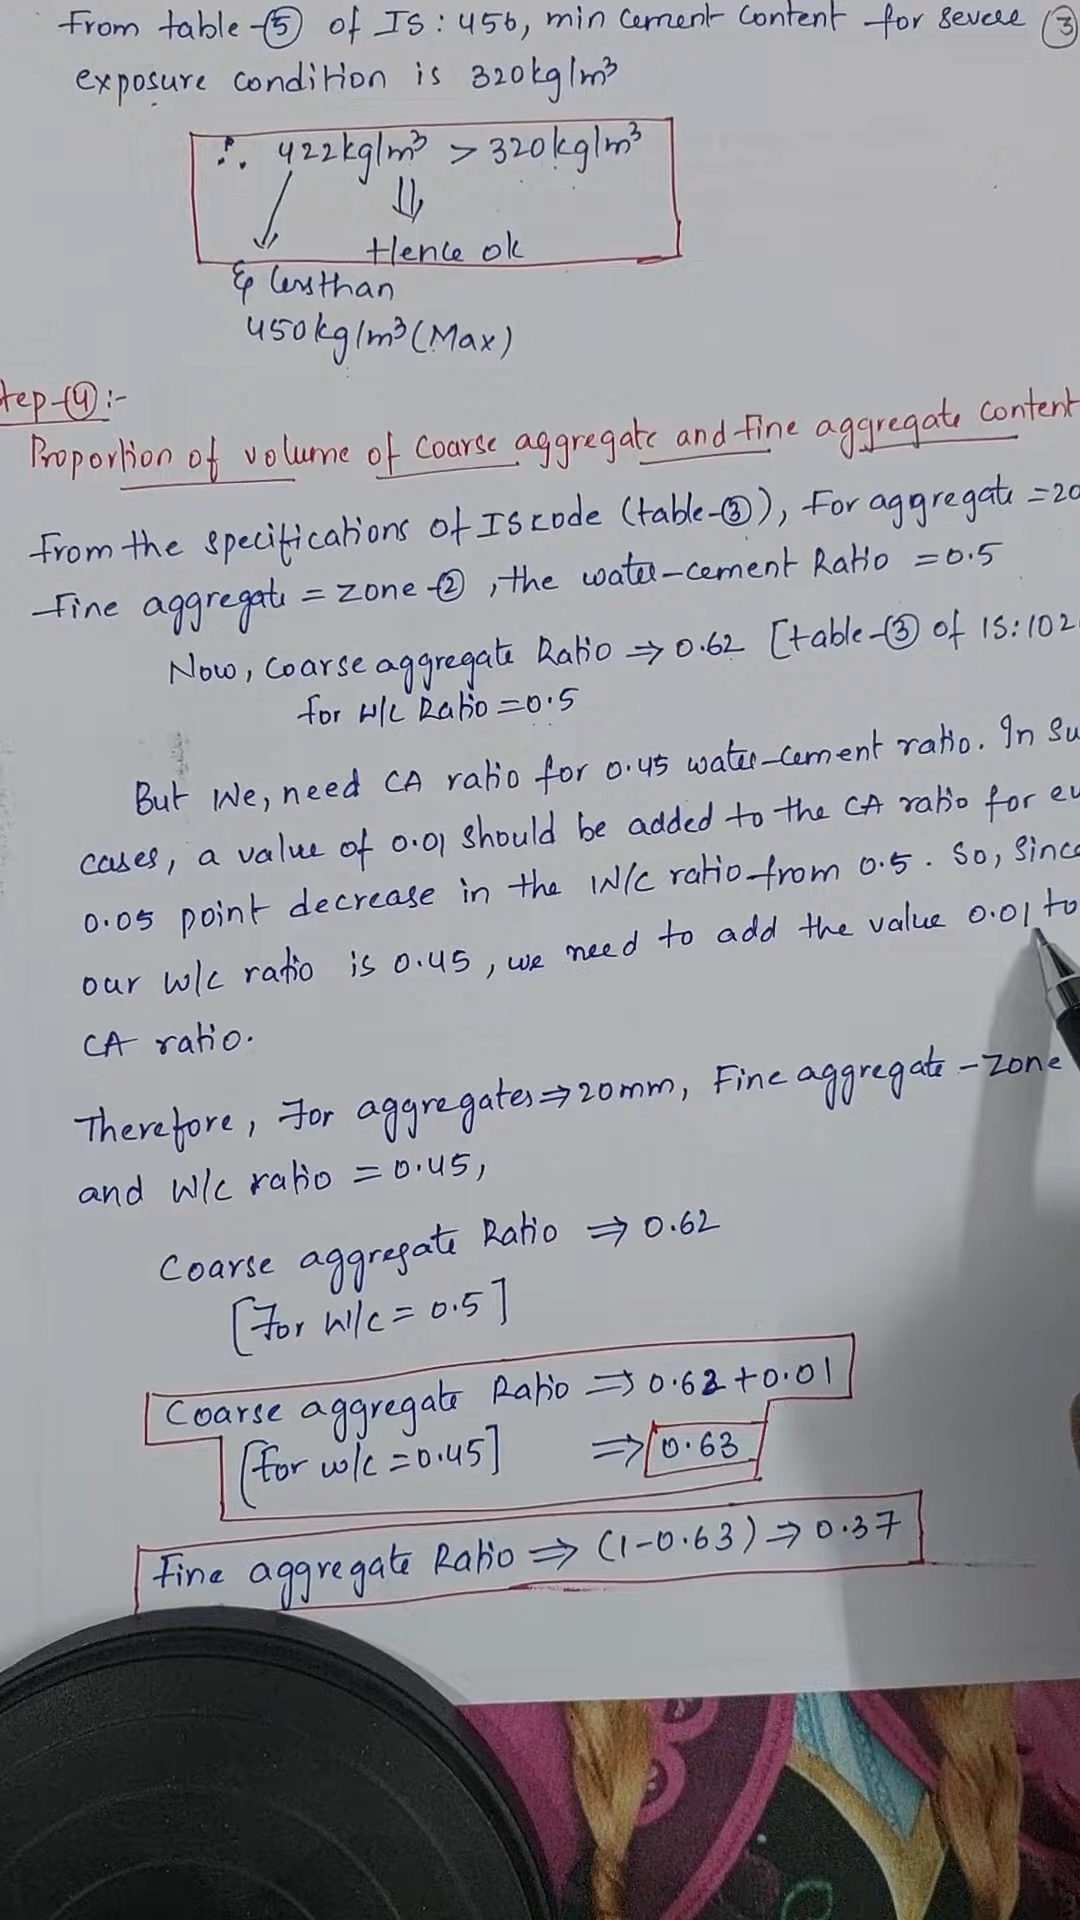 From table-⑤ of IS: 456, min cement content for severe ③
exposure condition is 320kg/m³
∴ 422kg/m³ > 320kg/m³
⇓
Hence ok
& less than
450kg/m³ (Max)
tep-④:-
Proportion of volume of coarse aggregate and fine aggregate content
From the specifications of IS code (table-③), For aggregate = 20
Fine aggregate = zone-②, the water-cement Ratio = 0.5
Now, coarse aggregate Ratio ⇒ 0.62 [table-③ of IS: 102
for W/C Ratio = 0.5
But We, need CA ratio for 0.45 water-cement ratio. In su
cases, a value of 0.01 should be added to the CA ratio for ev
0.05 point decrease in the W/C ratio from 0.5. So, since
our w/c ratio is 0.45, we need to add the value 0.01 to
CA ratio.
Therefore, For aggregates ⇒ 20mm, Fine aggregate - zone
and W/C ratio = 0.45,
Coarse aggregate Ratio ⇒ 0.62
[For W/C = 0.5]
Coarse aggregate Ratio ⇒ 0.62 + 0.01
[for w/c = 0.45] ⇒ 0.63
Fine aggregate Ratio ⇒ (1-0.63) ⇒ 0.37